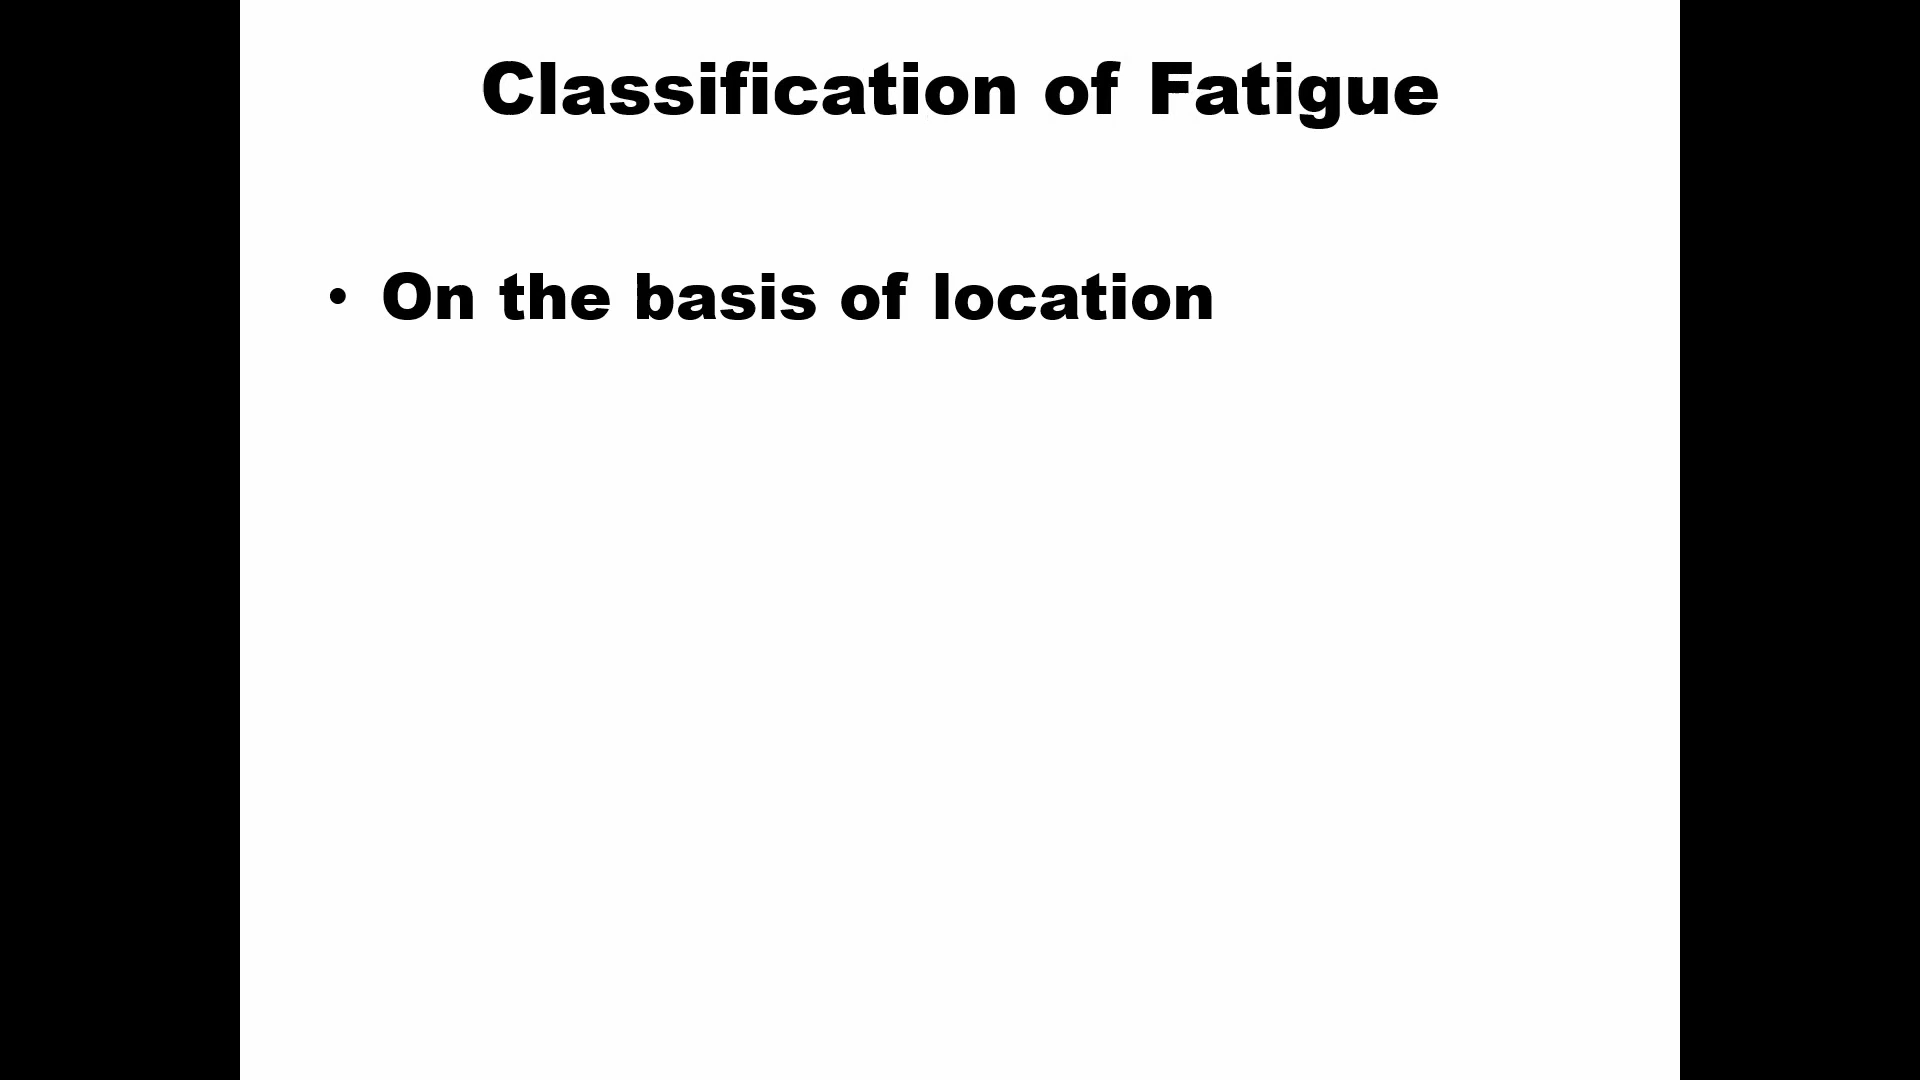 Classification of Fatigue
• On the basis of location